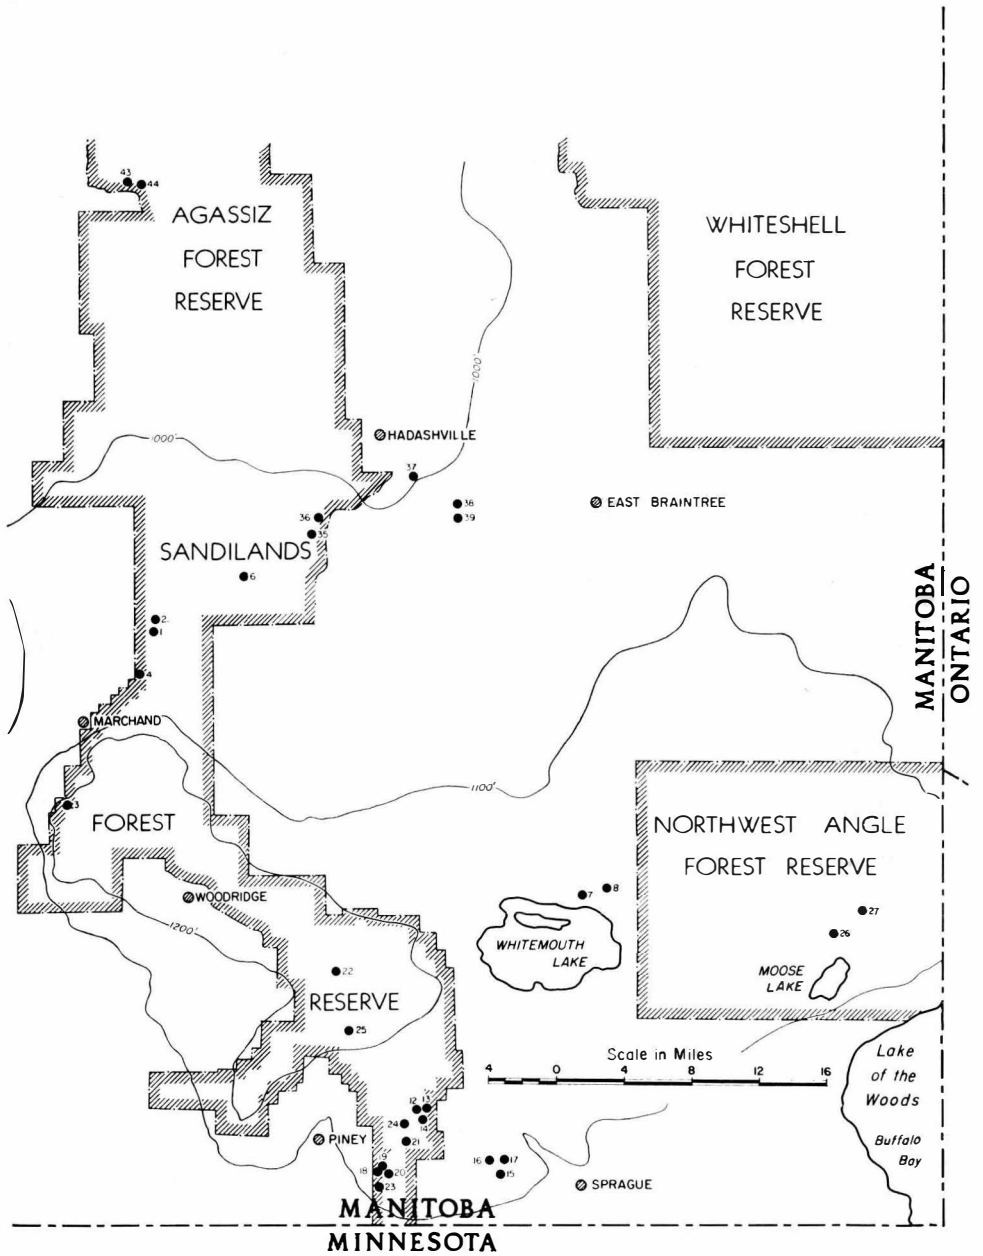 43
44
AGASSIZ
FOREST
RESERVE
WHITESHELL
FOREST
RESERVE
1000'
HADASHVILLE
1000'
37
38
39
EAST BRAINTREE
36
35
SANDILANDS
6
2
1
4
MANITOBA
ONTARIO
MARCHAND
1100'
3
FOREST
NORTHWEST ANGLE
FOREST RESERVE
7
8
WOODRIDGE
27
1200'
26
WHITEMOUTH
LAKE
22
MOOSE
LAKE
RESERVE
25
Scale in Miles
4 0 4 8 12 16
Lake
of the
Woods
Buffalo
Bay
12
13
14
24
21
PINEY
19
18
20
23
16
17
15
SPRAGUE
MANITOBA
MINNESOTA